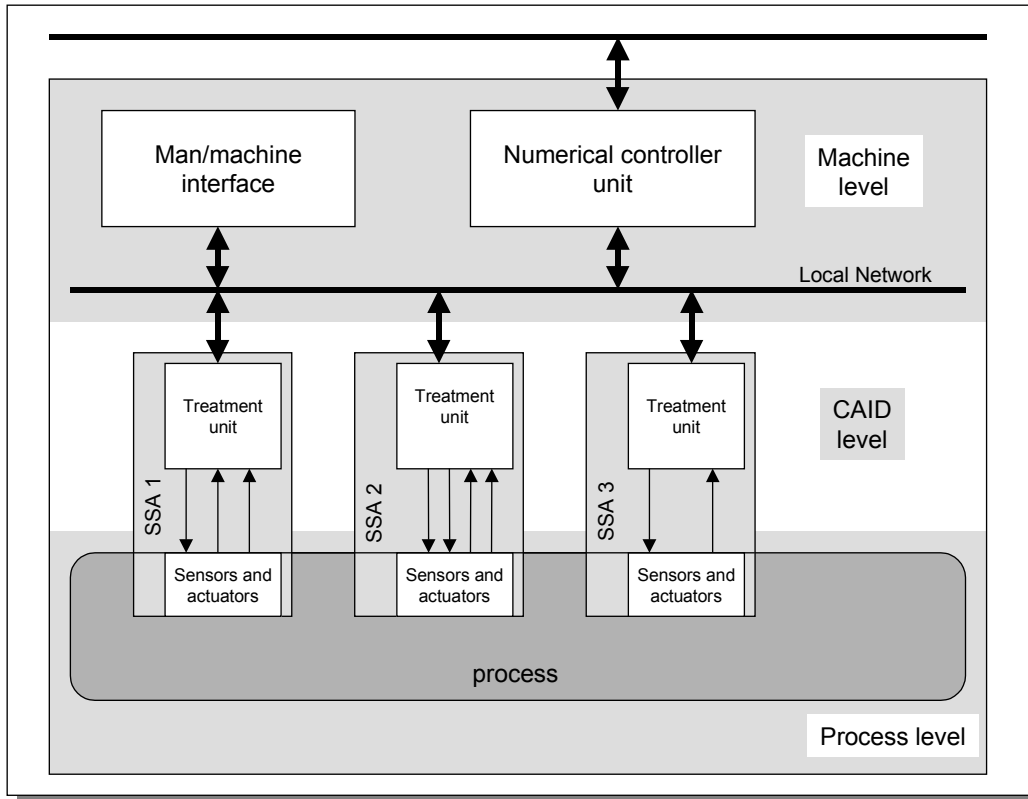 Man/machine
interface
Numerical controller
unit
Machine
level
Local Network
SSA 1
Treatment
unit
SSA 2
Treatment
unit
SSA 3
Treatment
unit
CAID
level
Sensors and
actuators
Sensors and
actuators
Sensors and
actuators
process
Process level